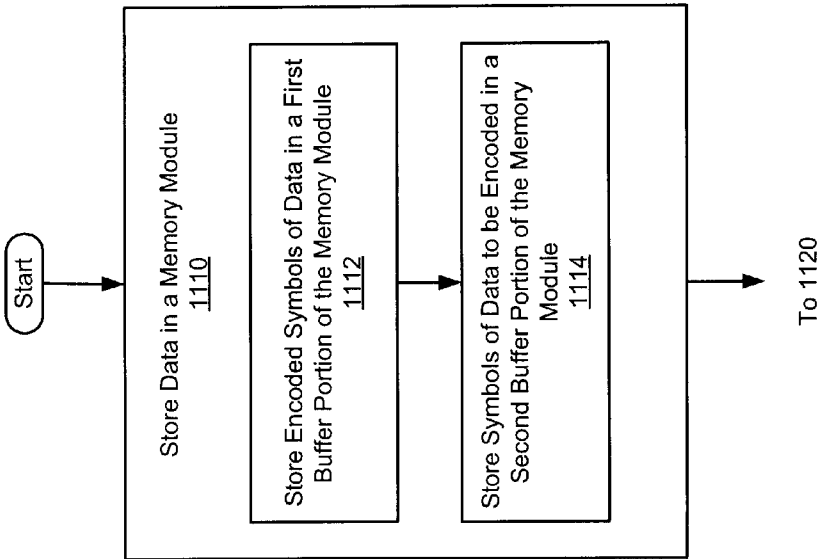 Start
Store Data in a Memory Module
1110
Store Encoded Symbols of Data in a First
Buffer Portion of the Memory Module
1112
Store Symbols of Data to be Encoded in a
Second Buffer Portion of the Memory
Module
1114
To 1120